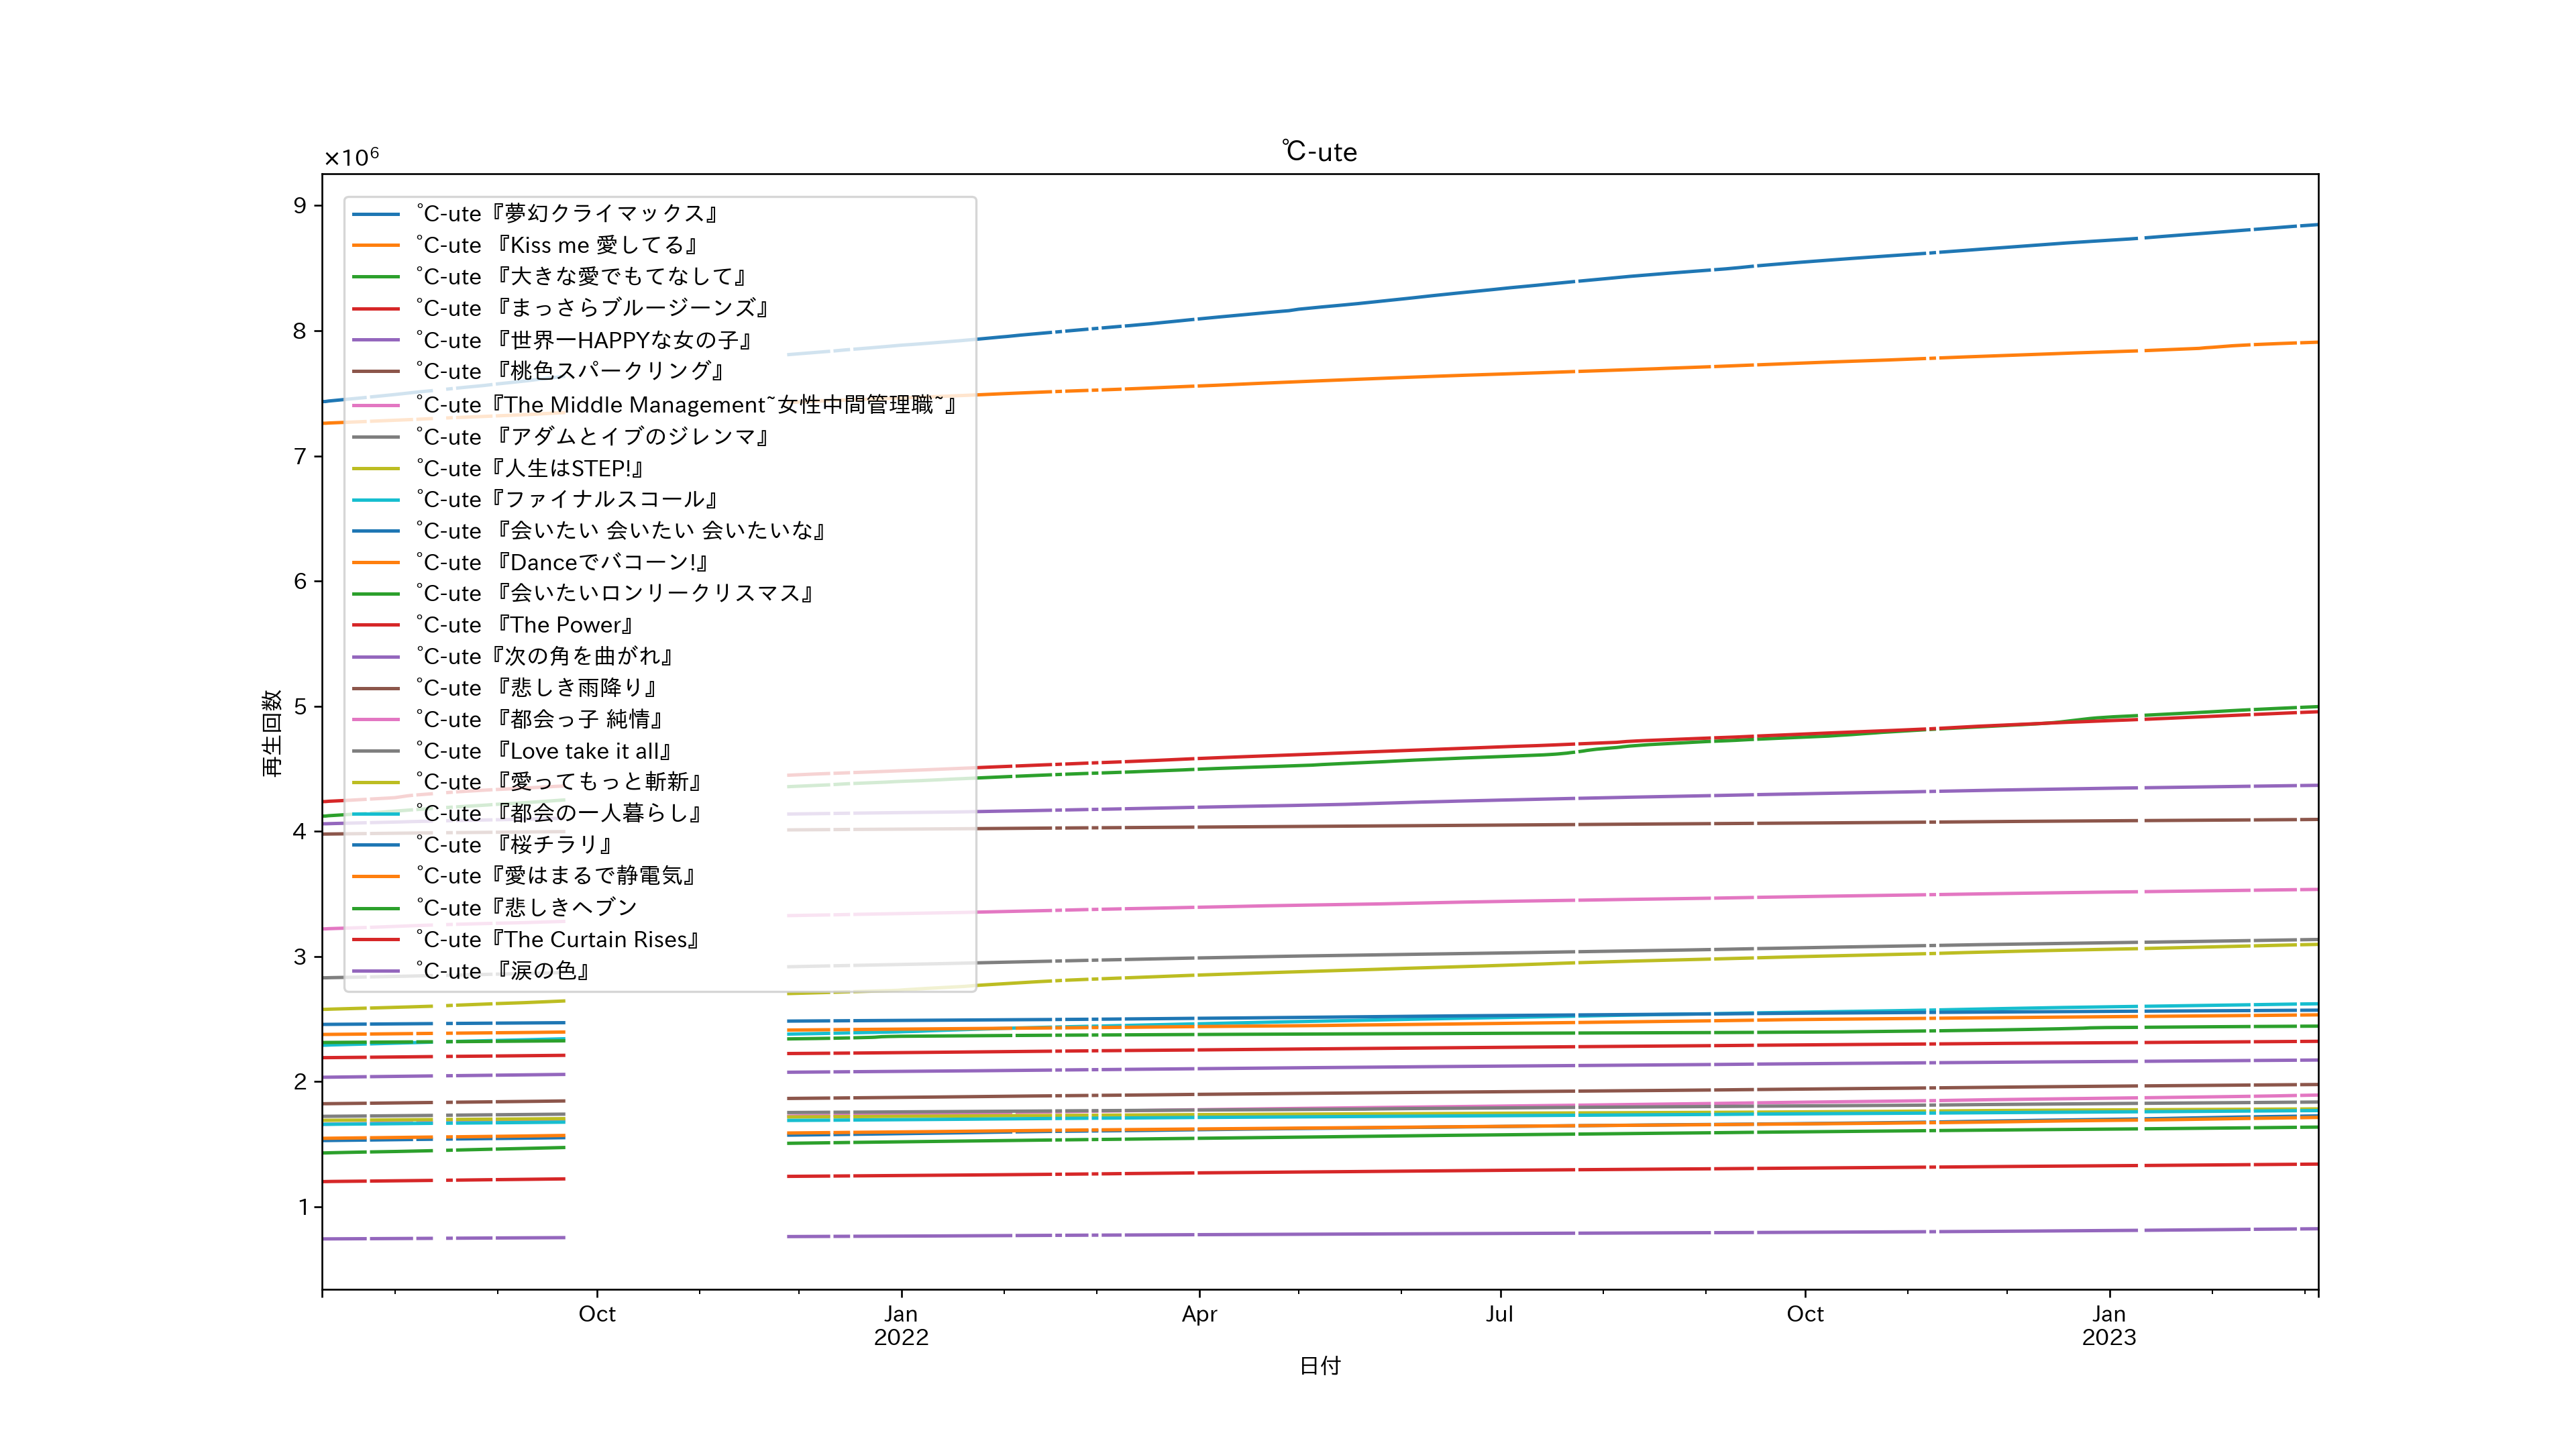 ℃-ute
×10⁶
9
8
7
6
5
4
3
2
1
再生回数
℃-ute『夢幻クライマックス』
℃-ute 『Kiss me 愛してる』
℃-ute 『大きな愛でもてなして』
℃-ute 『まっさらブルージーンズ』
℃-ute 『世界一HAPPYな女の子』
℃-ute 『桃色スパークリング』
℃-ute『The Middle Management~女性中間管理職~』
℃-ute 『アダムとイブのジレンマ』
℃-ute『人生はSTEP!』
℃-ute『ファイナルスコール』
℃-ute 『会いたい 会いたい 会いたいな』
℃-ute 『Danceでバコーン!』
℃-ute 『会いたいロンリークリスマス』
℃-ute 『The Power』
℃-ute『次の角を曲がれ』
℃-ute 『悲しき雨降り』
℃-ute 『都会っ子 純情』
℃-ute 『Love take it all』
℃-ute 『愛ってもっと斬新』
℃-ute 『都会の一人暮らし』
℃-ute 『桜チラリ』
℃-ute『愛はまるで静電気』
℃-ute『悲しきヘブン
℃-ute『The Curtain Rises』
℃-ute 『涙の色』
Oct
Jan
2022
Apr
Jul
Oct
Jan
2023
日付